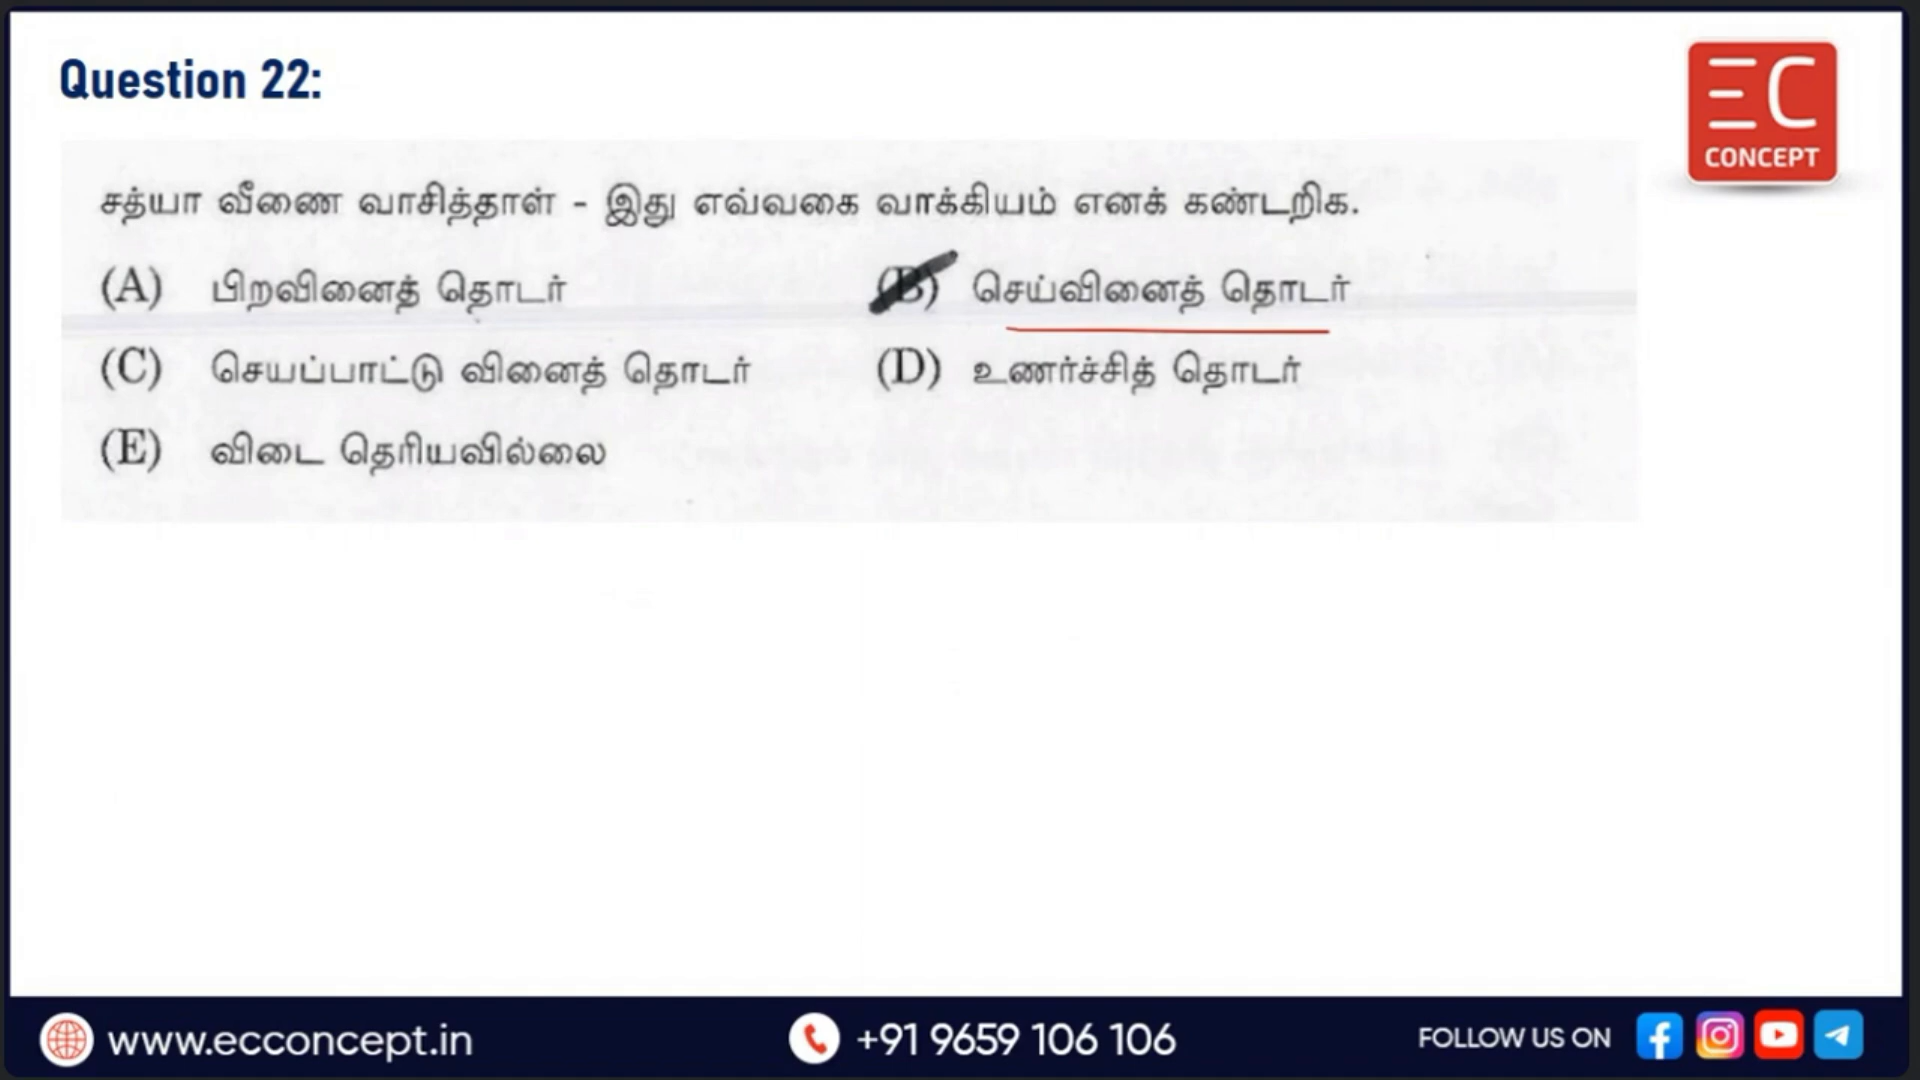 Question 22:
EC
CONCEPT
சத்யா வீணை வாசித்தாள் - இது எவ்வகை வாக்கியம் எனக் கண்டறிக.
(A) பிறவினைத் தொடர் (B) செய்வினைத் தொடர்
(C) செயப்பாட்டு வினைத் தொடர் (D) உணர்ச்சித் தொடர்
(E) விடை தெரியவில்லை
www.ecconcept.in +91 9659 106 106 FOLLOW US ON